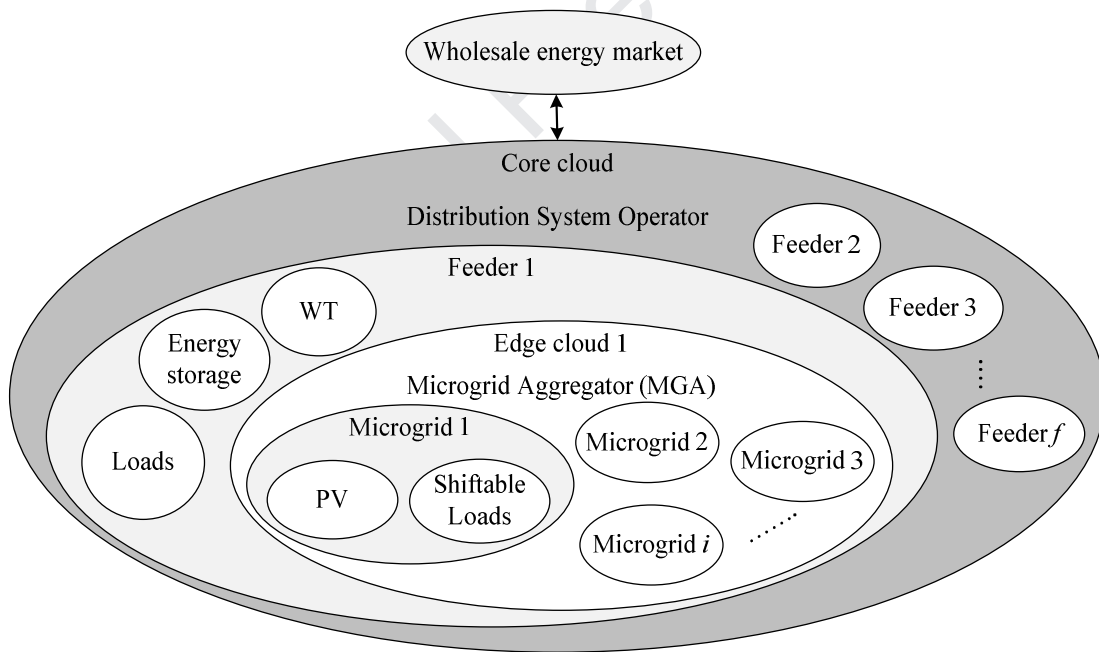 Wholesale energy market
Core cloud
Distribution System Operator
Feeder 2
Feeder 1
Feeder 3
WT
Energy
storage
Edge cloud 1
Microgrid Aggregator (MGA)
Feeder f
Microgrid 1
Microgrid 2
Microgrid 3
Loads
PV
Shiftable
Loads
Microgrid i